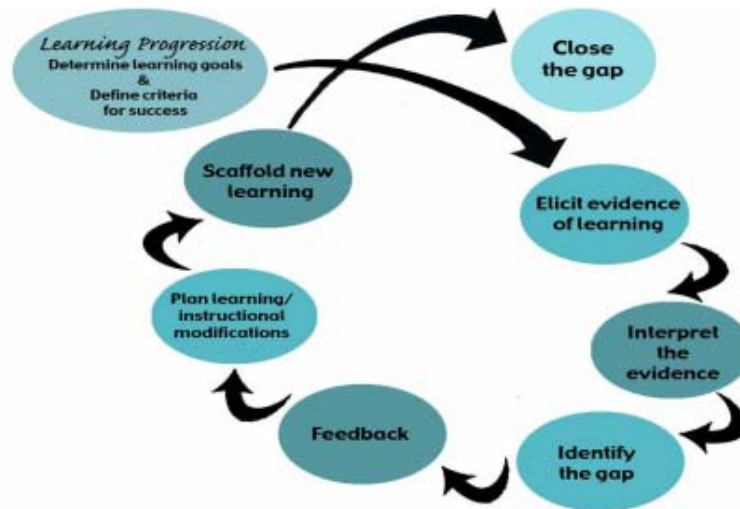 Learning Progression
Determine learning goals
&
Define criteria
for success
Close
the gap
Scaffold new
learning
Elicit evidence
of learning
Plan learning/
instructional
modifications
Interpret
the
evidence
Feedback
Identify
the gap